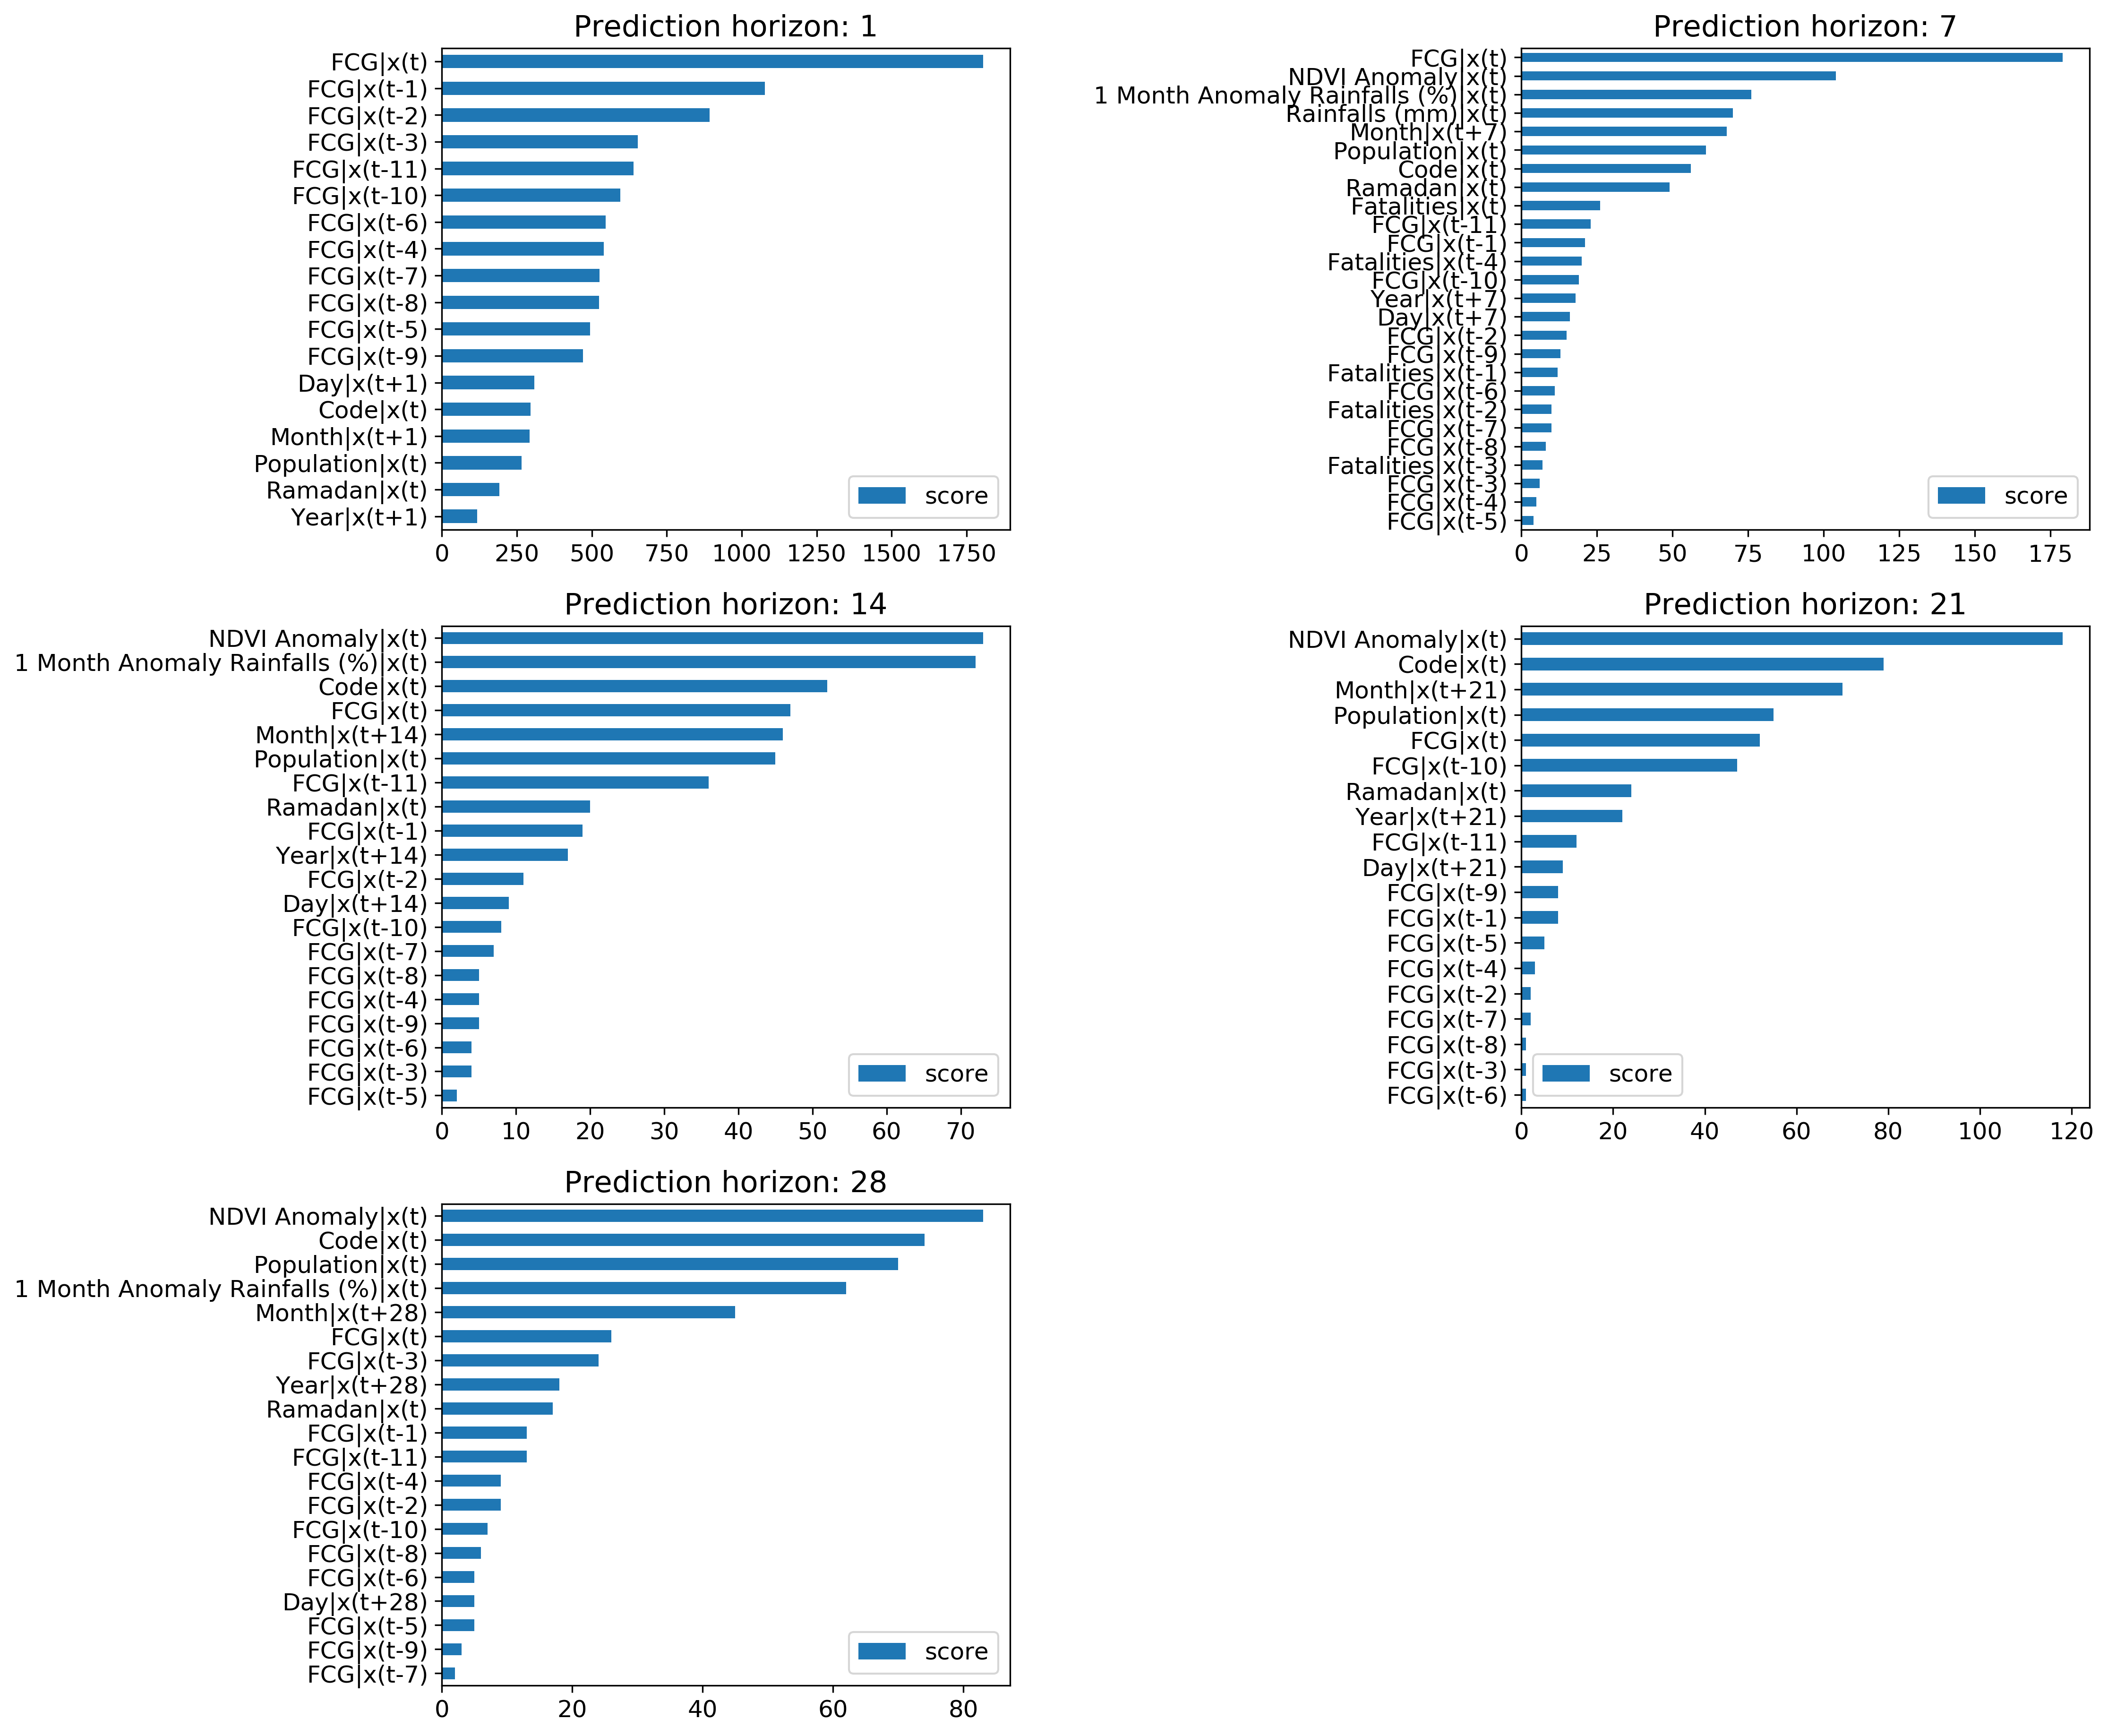 Prediction horizon: 1
FCG|x(t)
FCG|x(t-1)
FCG|x(t-2)
FCG|x(t-3)
FCG|x(t-11)
FCG|x(t-10)
FCG|x(t-6)
FCG|x(t-4)
FCG|x(t-7)
FCG|x(t-8)
FCG|x(t-5)
FCG|x(t-9)
Day|x(t+1)
Code|x(t)
Month|x(t+1)
Population|x(t)
Ramadan|x(t)
Year|x(t+1)
score
0 250 500 750 1000 1250 1500 1750
Prediction horizon: 7
FCG|x(t)
NDVI Anomaly|x(t)
1 Month Anomaly Rainfalls (%)|x(t)
Rainfalls (mm)|x(t)
Month|x(t+7)
Population|x(t)
Code|x(t)
Ramadan|x(t)
Fatalities|x(t)
FCG|x(t-11)
FCG|x(t-1)
Fatalities|x(t-4)
FCG|x(t-10)
Year|x(t+7)
Day|x(t+7)
FCG|x(t-2)
FCG|x(t-9)
Fatalities|x(t-1)
FCG|x(t-6)
Fatalities|x(t-2)
FCG|x(t-7)
FCG|x(t-8)
Fatalities|x(t-3)
FCG|x(t-3)
FCG|x(t-4)
FCG|x(t-5)
score
0 25 50 75 100 125 150 175
Prediction horizon: 14
NDVI Anomaly|x(t)
1 Month Anomaly Rainfalls (%)|x(t)
Code|x(t)
FCG|x(t)
Month|x(t+14)
Population|x(t)
FCG|x(t-11)
Ramadan|x(t)
FCG|x(t-1)
Year|x(t+14)
FCG|x(t-2)
Day|x(t+14)
FCG|x(t-10)
FCG|x(t-7)
FCG|x(t-8)
FCG|x(t-4)
FCG|x(t-9)
FCG|x(t-6)
FCG|x(t-3)
FCG|x(t-5)
score
0 10 20 30 40 50 60 70
Prediction horizon: 21
NDVI Anomaly|x(t)
Code|x(t)
Month|x(t+21)
Population|x(t)
FCG|x(t)
FCG|x(t-10)
Ramadan|x(t)
Year|x(t+21)
FCG|x(t-11)
Day|x(t+21)
FCG|x(t-9)
FCG|x(t-1)
FCG|x(t-5)
FCG|x(t-4)
FCG|x(t-2)
FCG|x(t-7)
FCG|x(t-8)
FCG|x(t-3)
FCG|x(t-6)
score
0 20 40 60 80 100 120
Prediction horizon: 28
NDVI Anomaly|x(t)
Code|x(t)
Population|x(t)
1 Month Anomaly Rainfalls (%)|x(t)
Month|x(t+28)
FCG|x(t)
FCG|x(t-3)
Year|x(t+28)
Ramadan|x(t)
FCG|x(t-1)
FCG|x(t-11)
FCG|x(t-4)
FCG|x(t-2)
FCG|x(t-10)
FCG|x(t-8)
FCG|x(t-6)
Day|x(t+28)
FCG|x(t-5)
FCG|x(t-9)
FCG|x(t-7)
score
0 20 40 60 80